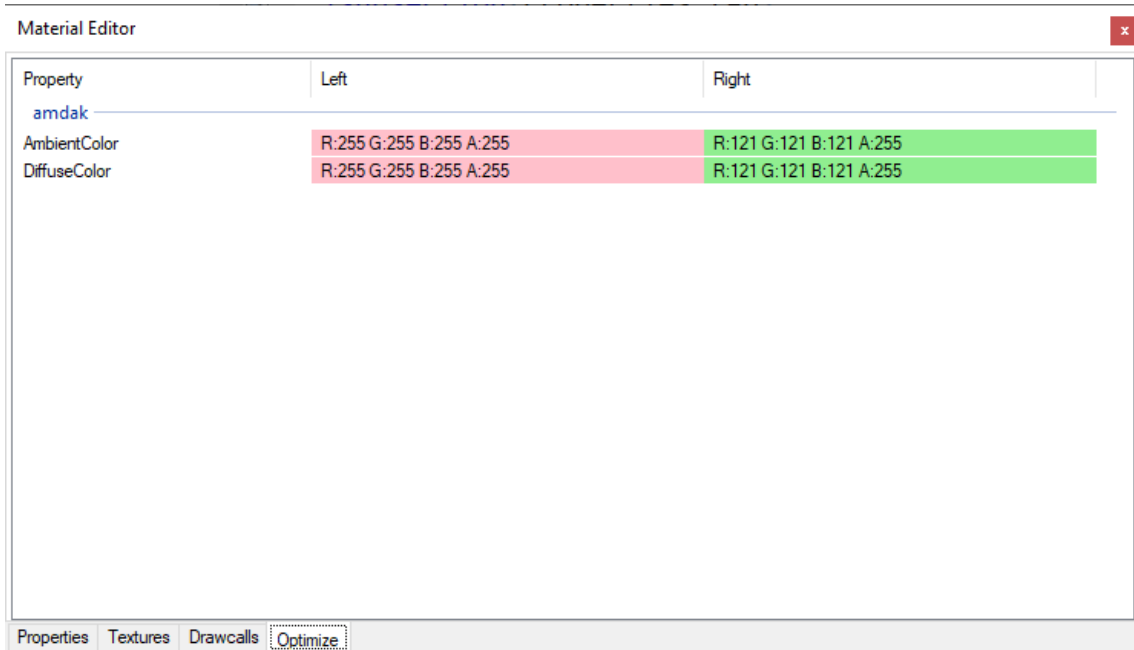 Material Editor
x
Property Left Right
amdak
AmbientColor R:255 G:255 B:255 A:255 R:121 G:121 B:121 A:255
DiffuseColor R:255 G:255 B:255 A:255 R:121 G:121 B:121 A:255
Properties Textures Drawcalls Optimize